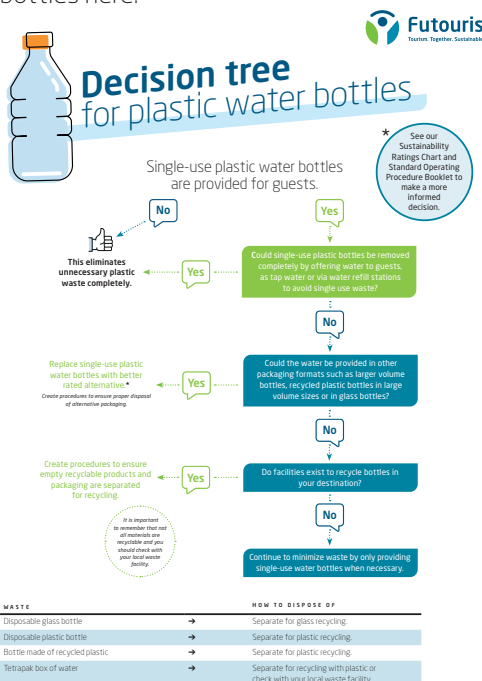 bottles here.
Futouris
Tourism. Together. Sustainable
Decision tree
for plastic water bottles
*
See our
Sustainability
Ratings Chart and
Standard Operating
Procedure Booklet to
make a more
informed
decision.
Single-use plastic water bottles
are provided for guests.
No
Yes
This eliminates
unnecessary plastic
waste completely.
Yes
Could single-use plastic bottles be removed
completely by offering water to guests,
as tap water or via water refill stations
to avoid single use waste?
No
Replace single-use plastic
water bottles with better
rated alternative.*
Create procedures to ensure proper disposal
of alternative packaging.
Yes
Could the water be provided in other
packaging formats such as larger volume
bottles, recycled plastic bottles in large
volume sizes or in glass bottles?
No
Create procedures to ensure
empty recyclable products and
packaging are separated
for recycling.
Yes
Do facilities exist to recycle bottles in
your destination?
It is important
to remember that not
all materials are
recyclable and you
should check with
your local waste
facility.
No
Continue to minimize waste by only providing
single-use water bottles when necessary.
WASTE HOW TO DISPOSE OF
Disposable glass bottle → Separate for glass recycling.
Disposable plastic bottle → Separate for plastic recycling.
Bottle made of recycled plastic → Separate for plastic recycling.
Tetrapak box of water → Separate for recycling with plastic or
check with your local waste facility.